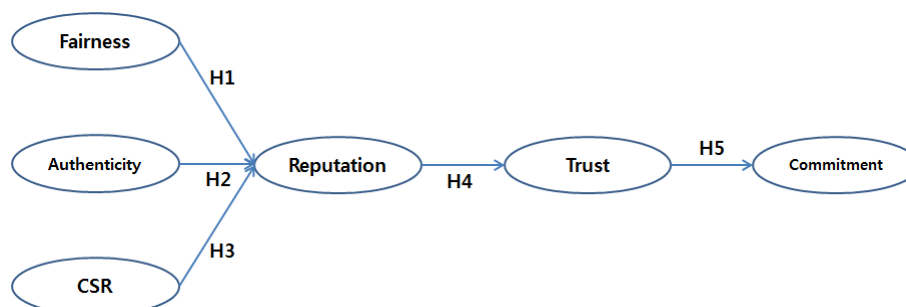 Fairness
H1
Authenticity
H2
Reputation
H4
Trust
H5
Commitment
H3
CSR